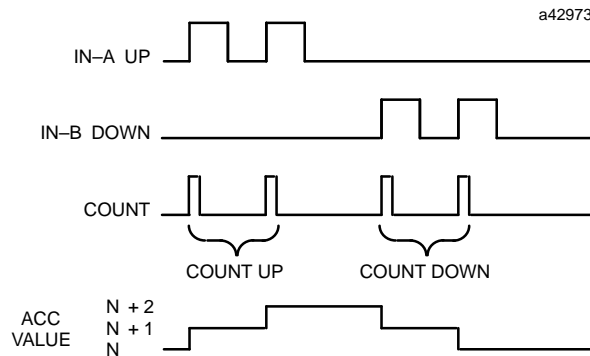 a42973
IN–A UP
IN–B DOWN
COUNT
COUNT UP
COUNT DOWN
ACC
VALUE
N + 2
N + 1
N